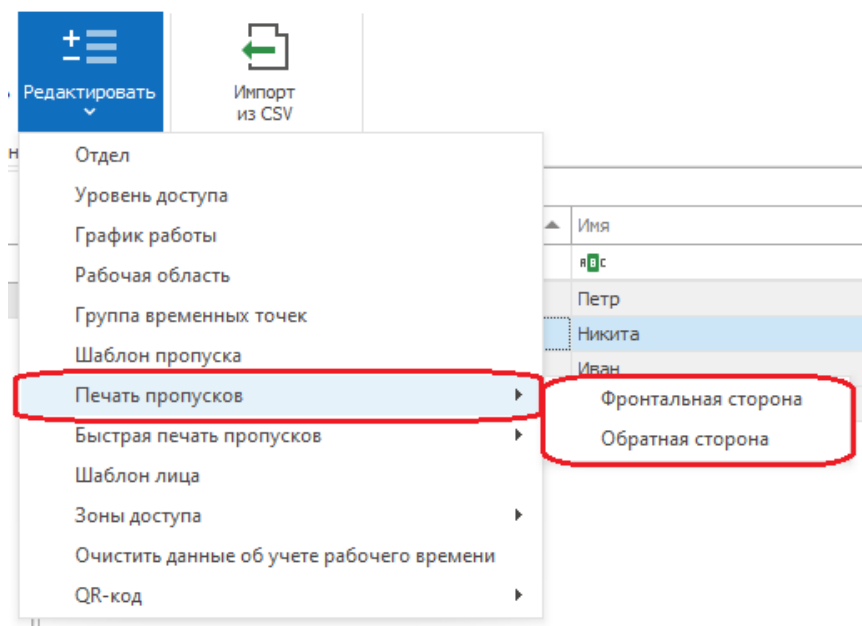 Редактировать
Импорт
из CSV
Отдел
Уровень доступа
График работы
Рабочая область
Группа временных точек
Шаблон пропуска
Печать пропусков
Быстрая печать пропусков
Шаблон лица
Зоны доступа
Очистить данные об учете рабочего времени
QR-код
Имя
ABC
Петр
Никита
Иван
Фронтальная сторона
Обратная сторона